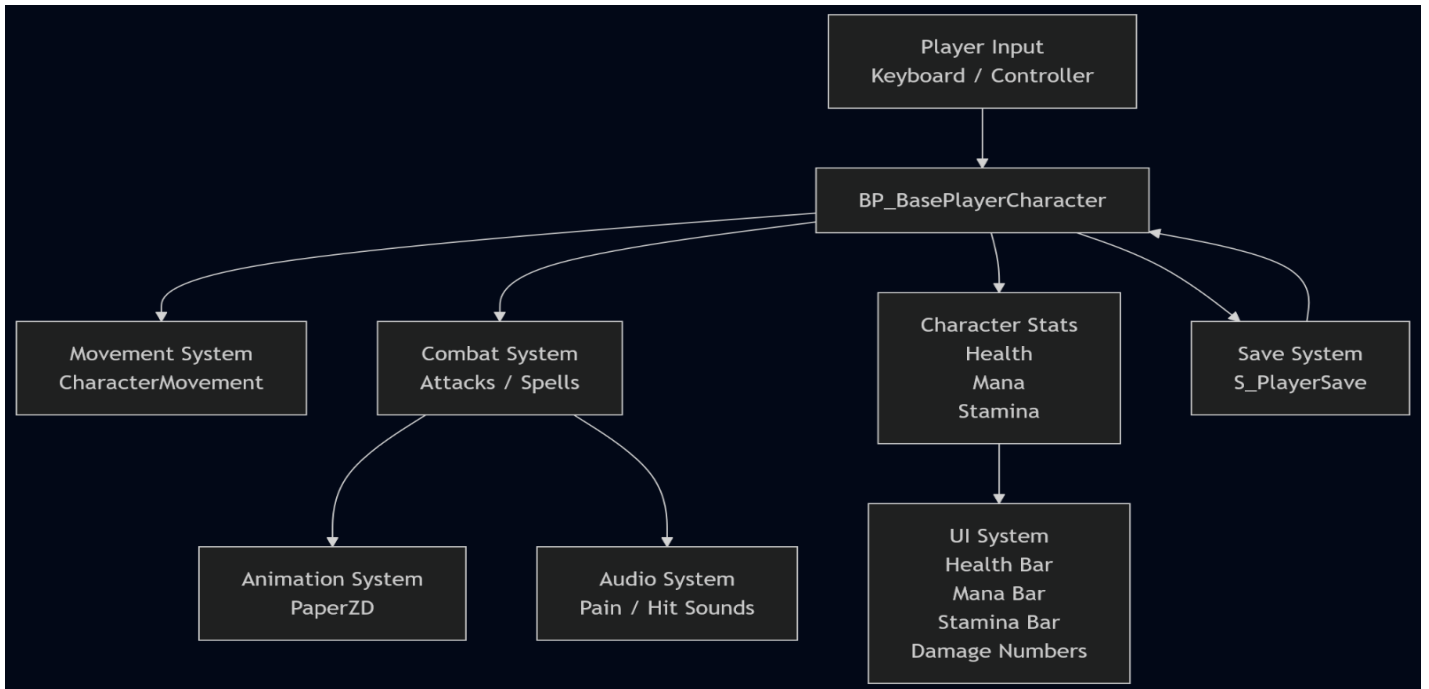 Player Input
Keyboard / Controller
BP_BasePlayerCharacter
Movement System
CharacterMovement
Combat System
Attacks / Spells
Character Stats
Health
Mana
Stamina
Save System
S_PlayerSave
Animation System
PaperZD
Audio System
Pain / Hit Sounds
UI System
Health Bar
Mana Bar
Stamina Bar
Damage Numbers